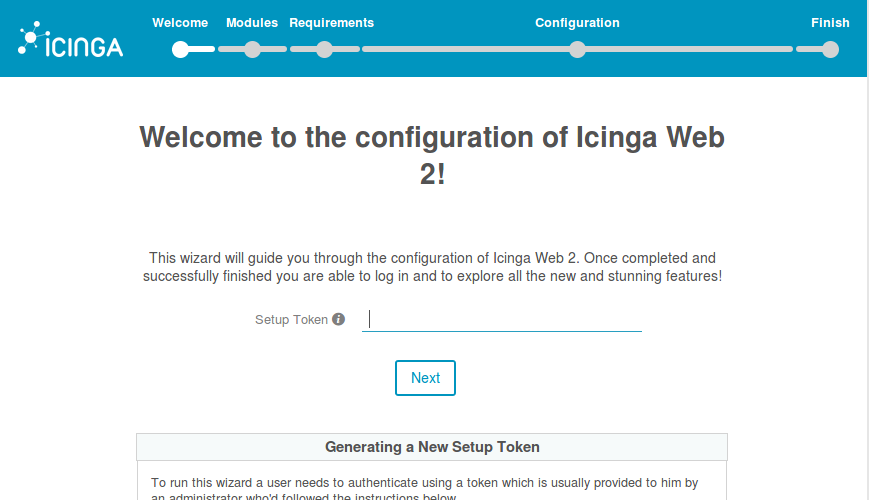 Welcome Modules Requirements Configuration Finish
ICINGA
Welcome to the configuration of Icinga Web
2!
This wizard will guide you through the configuration of Icinga Web 2. Once completed and
successfully finished you are able to log in and to explore all the new and stunning features!
Setup Token
Next
Generating a New Setup Token
To run this wizard a user needs to authenticate using a token which is usually provided to him by
an administrator who'd followed the instructions below.